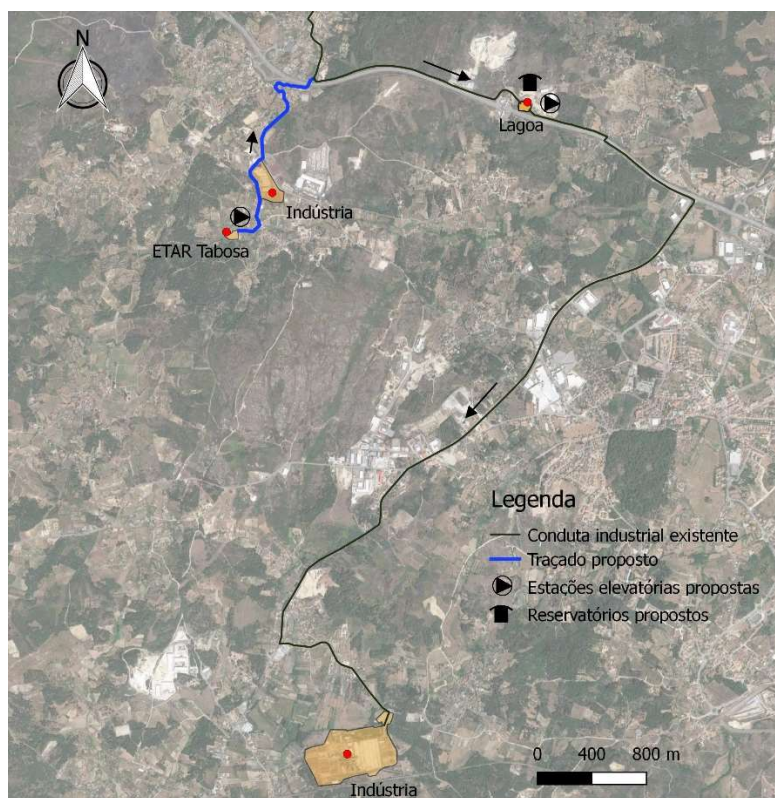 N
Lagoa
Indústria
ETAR Tabosa
Legenda
Conduta industrial existente
Traçado proposto
Estações elevatórias propostas
Reservatórios propostos
0 400 800 m
Indústria